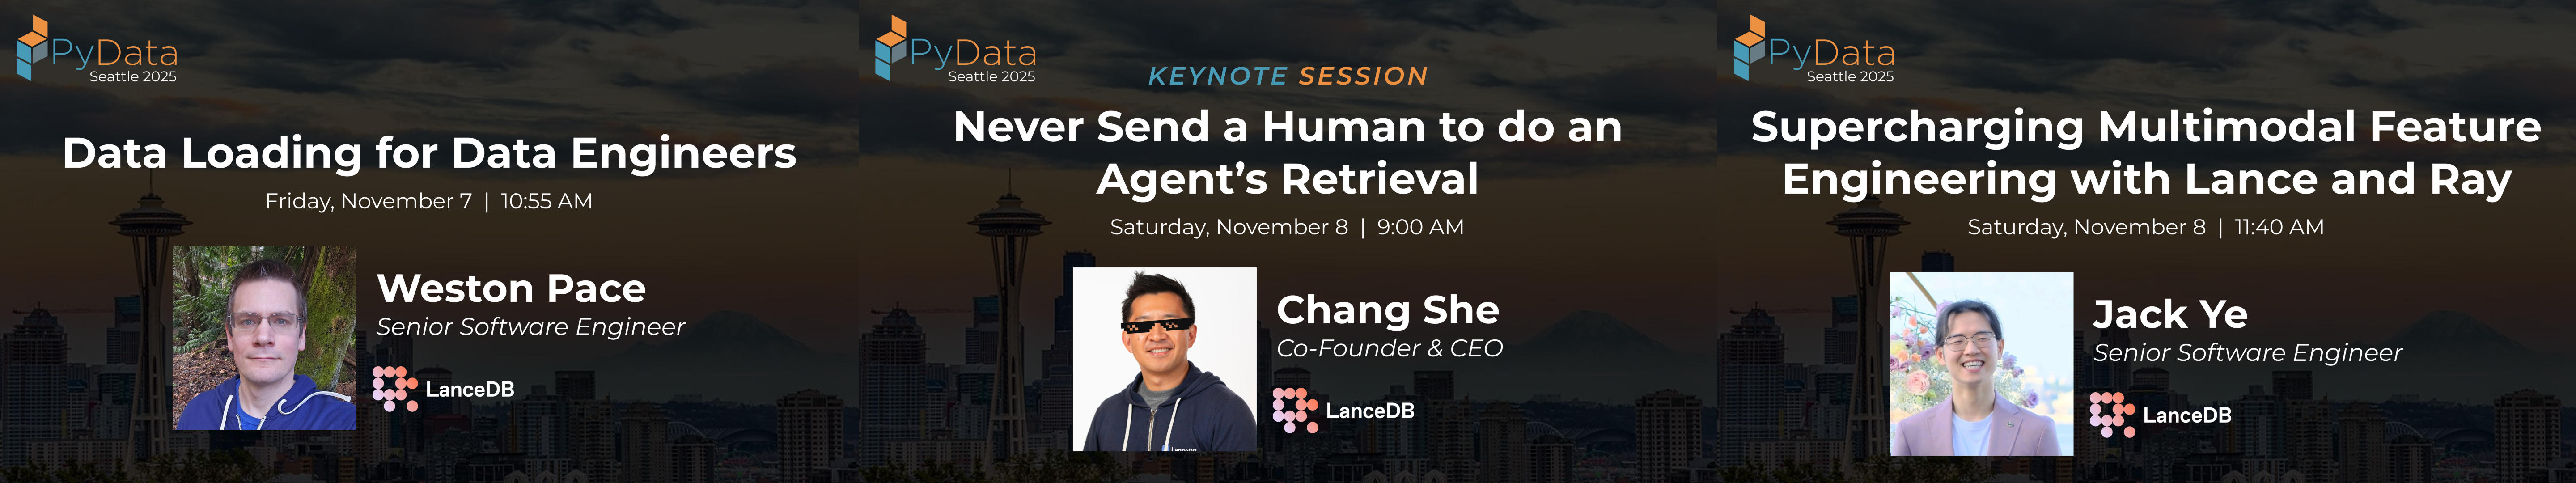 PyData
Seattle 2025
Data Loading for Data Engineers
Friday, November 7 | 10:55 AM
Weston Pace
Senior Software Engineer
LanceDB
PyData
Seattle 2025
KEYNOTE SESSION
Never Send a Human to do an
Agent’s Retrieval
Saturday, November 8 | 9:00 AM
Chang She
Co-Founder & CEO
LanceDB
LanceDB
PyData
Seattle 2025
Supercharging Multimodal Feature
Engineering with Lance and Ray
Saturday, November 8 | 11:40 AM
Jack Ye
Senior Software Engineer
LanceDB